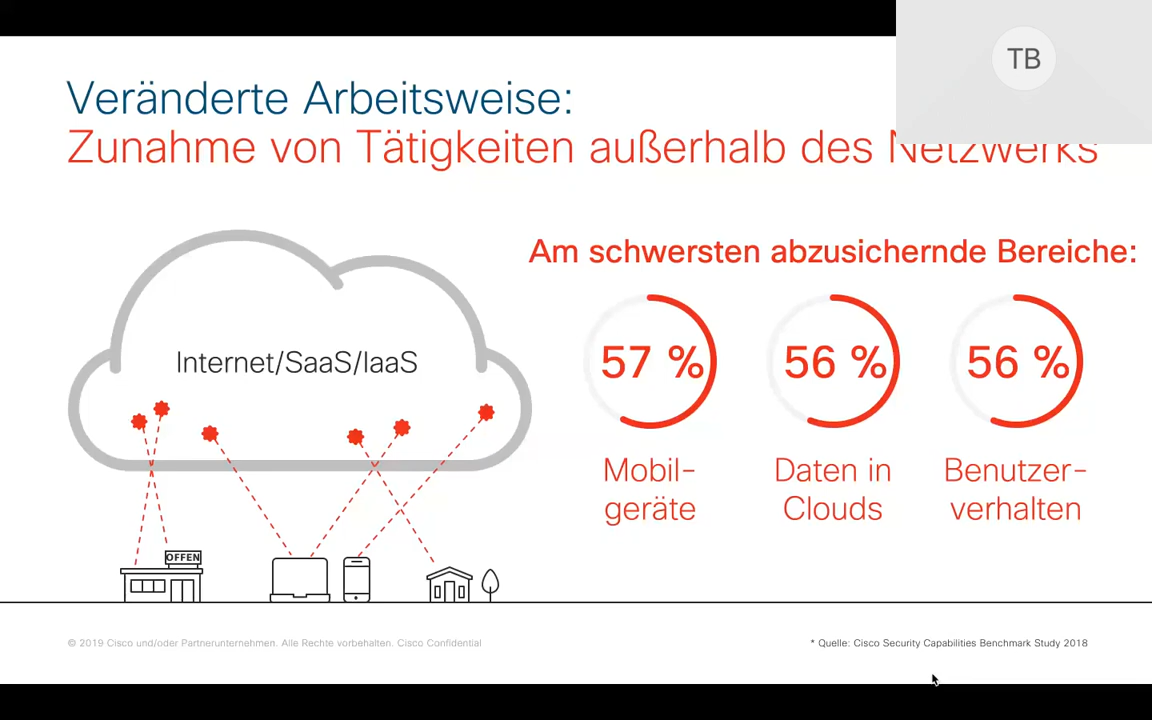 TB
Veränderte Arbeitsweise:
Zunahme von Tätigkeiten außerhalb des Netzwerks
Am schwersten abzusichernde Bereiche:
Internet/SaaS/IaaS
57 % 56 % 56 %
Mobil- Daten in Benutzer-
geräte Clouds verhalten
OFFEN
© 2019 Cisco und/oder Partnerunternehmen. Alle Rechte vorbehalten. Cisco Confidential
* Quelle: Cisco Security Capabilities Benchmark Study 2018